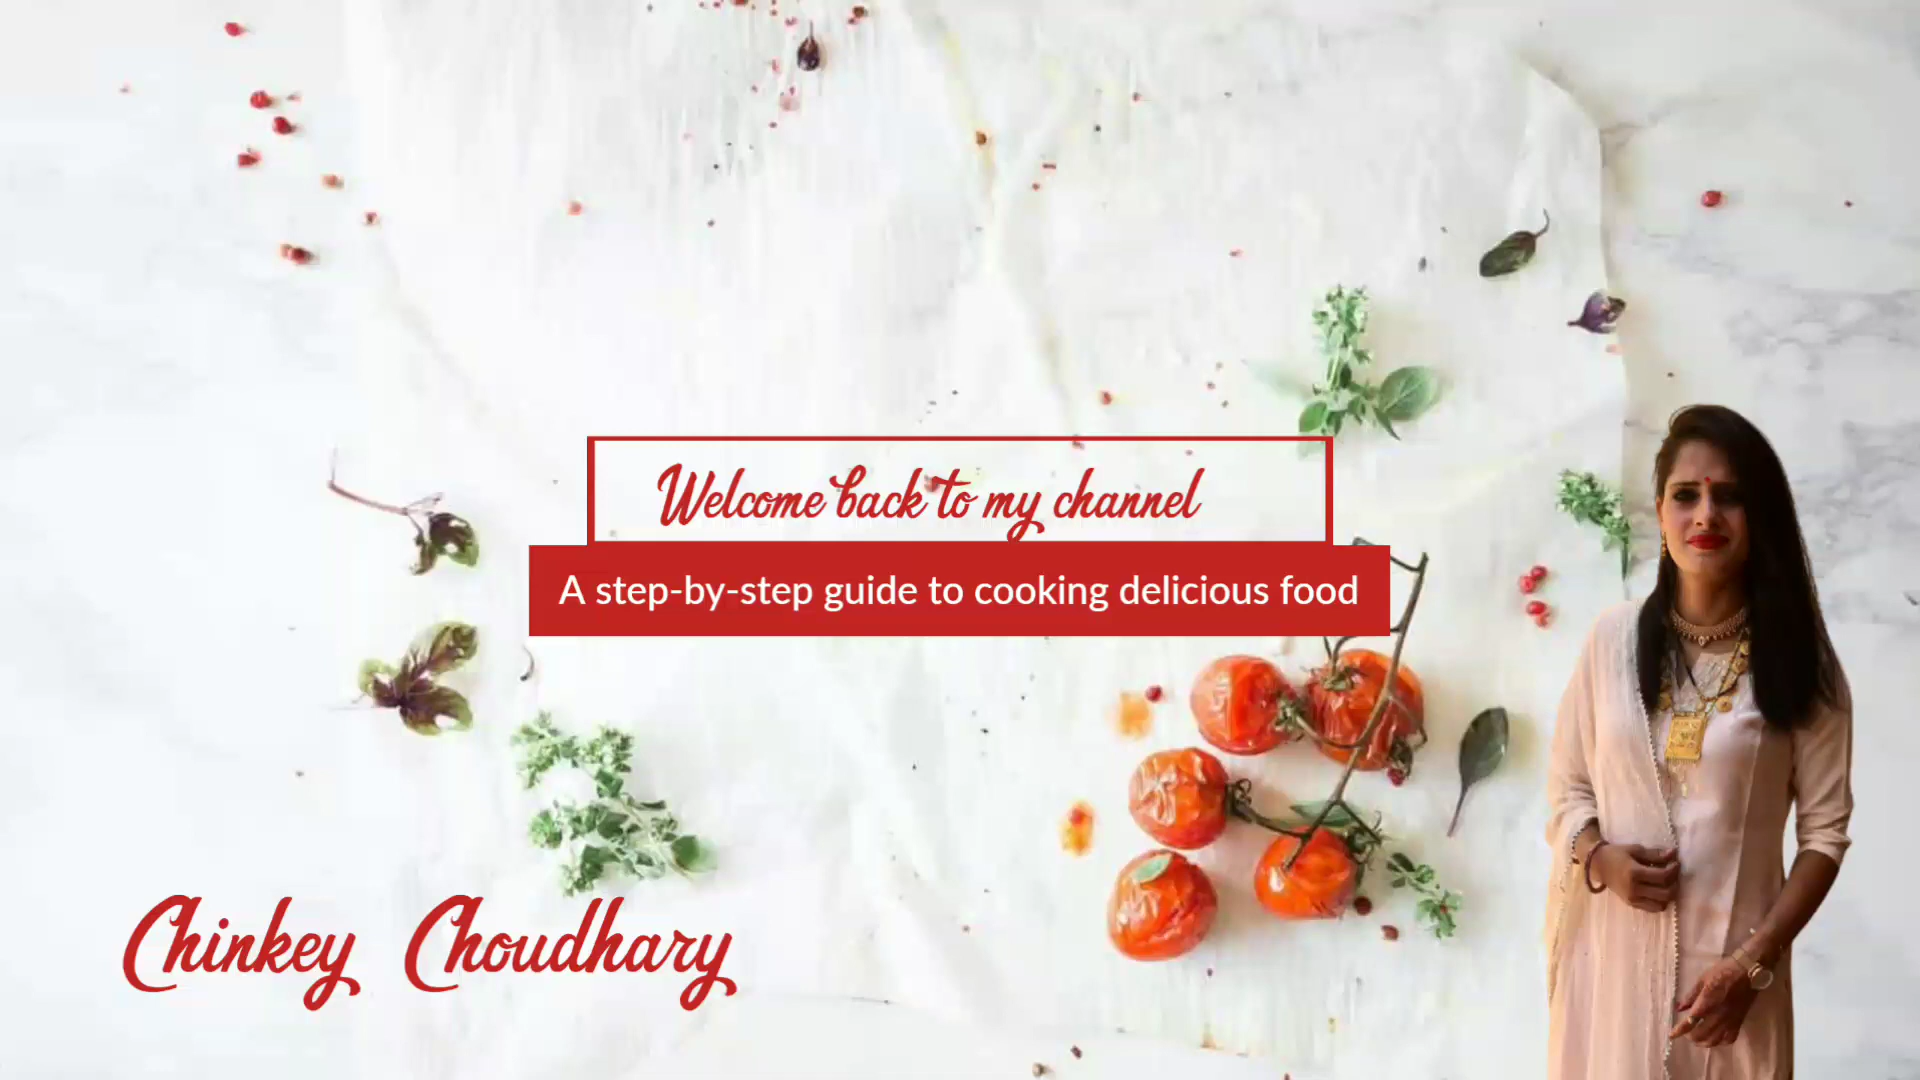 Welcome back to my channel
A step-by-step guide to cooking delicious food
Chinkey Choudhary